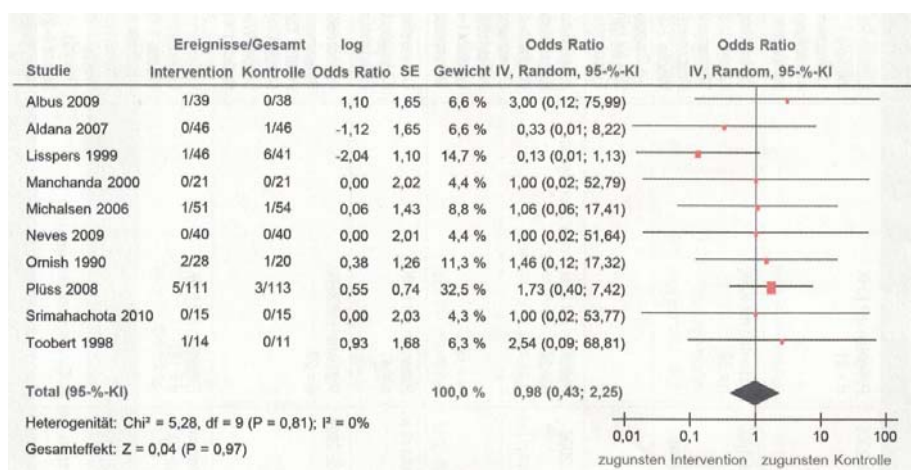 Ereignisse/Gesamt log Odds Ratio Odds Ratio
Studie Intervention Kontrolle Odds Ratio SE Gewicht IV, Random, 95-%-KI IV, Random, 95-%-KI
Albus 2009 1/39 0/38 1,10 1,65 6,6 % 3,00 (0,12; 75,99)
Aldana 2007 0/46 1/46 -1,12 1,65 6,6 % 0,33 (0,01; 8,22)
Lisspers 1999 1/46 6/41 -2,04 1,10 14,7 % 0,13 (0,01; 1,13)
Manchanda 2000 0/21 0/21 0,00 2,02 4,4 % 1,00 (0,02; 52,79)
Michalsen 2006 1/51 1/54 0,06 1,43 8,8 % 1,06 (0,06; 17,41)
Neves 2009 0/40 0/40 0,00 2,01 4,4 % 1,00 (0,02; 51,64)
Ornish 1990 2/28 1/20 0,38 1,26 11,3 % 1,46 (0,12; 17,32)
Plüss 2008 5/111 3/113 0,55 0,74 32,5 % 1,73 (0,40; 7,42)
Srimahachota 2010 0/15 0/15 0,00 2,03 4,3 % 1,00 (0,02; 53,77)
Toobert 1998 1/14 0/11 0,93 1,68 6,3 % 2,54 (0,09; 68,81)
Total (95-%-KI) 100,0 % 0,98 (0,43; 2,25)
Heterogenität: Chi² = 5,28, df = 9 (P = 0,81); I² = 0%
Gesamteffekt: Z = 0,04 (P = 0,97)
0,01 0,1 1 10 100
zugunsten Intervention zugunsten Kontrolle